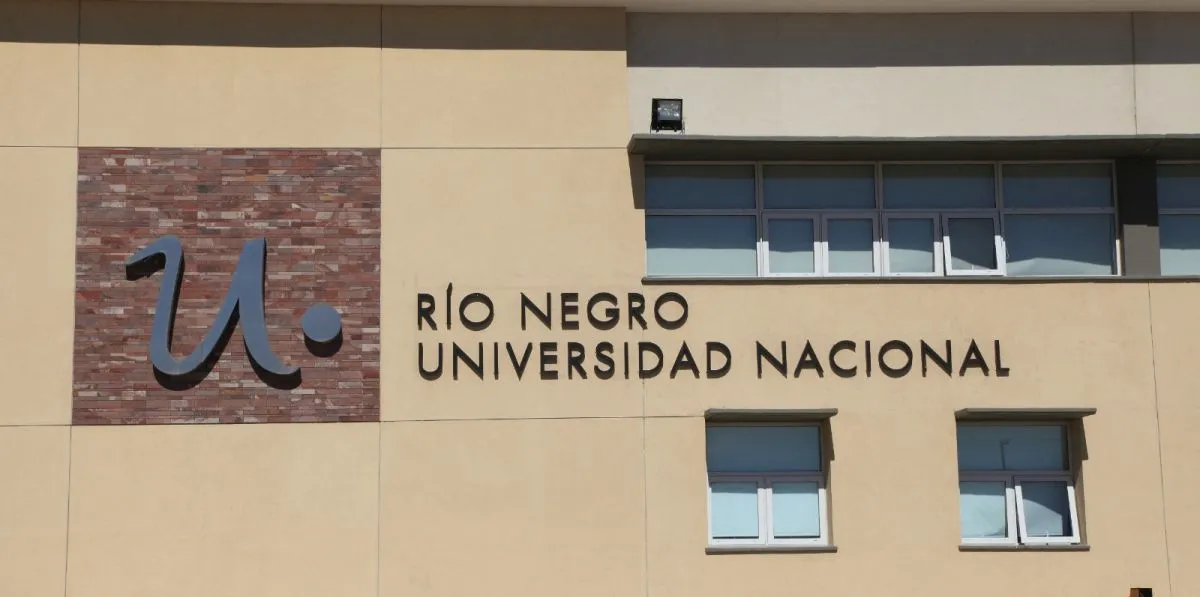 u.
RÍO NEGRO
UNIVERSIDAD NACIONAL